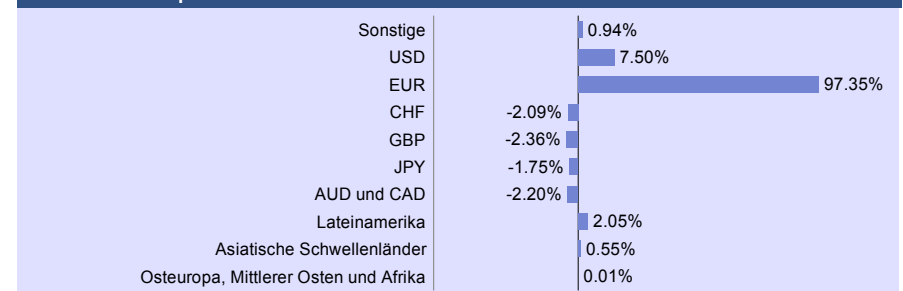 Sonstige 0.94%
USD 7.50%
EUR 97.35%
CHF -2.09%
GBP -2.36%
JPY -1.75%
AUD und CAD -2.20%
Lateinamerika 2.05%
Asiatische Schwellenländer 0.55%
Osteuropa, Mittlerer Osten und Afrika 0.01%